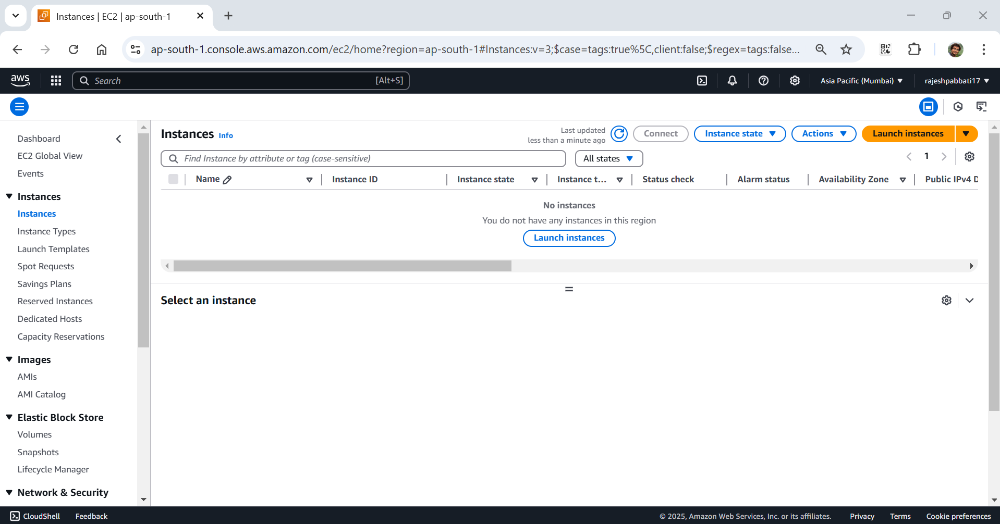 Instances | EC2 | ap-south-1
ap-south-1.console.aws.amazon.com/ec2/home?region=ap-south-1#Instances:v=3;$case=tags:true%5C,client:false;$regex=tags:false...
aws
Search [Alt+S]
Asia Pacific (Mumbai)
rajeshpabbati17
Dashboard
EC2 Global View
Events
Instances
Instances
Instance Types
Launch Templates
Spot Requests
Savings Plans
Reserved Instances
Dedicated Hosts
Capacity Reservations
Images
AMIs
AMI Catalog
Elastic Block Store
Volumes
Snapshots
Lifecycle Manager
Network & Security
Instances Info
Last updated
less than a minute ago
Connect
Instance state
Actions
Launch instances
Find Instance by attribute or tag (case-sensitive)
All states
1
Name
Instance ID
Instance state
Instance t...
Status check
Alarm status
Availability Zone
Public IPv4 D
No instances
You do not have any instances in this region
Launch instances
Select an instance
CloudShell
Feedback
© 2025, Amazon Web Services, Inc. or its affiliates.
Privacy
Terms
Cookie preferences